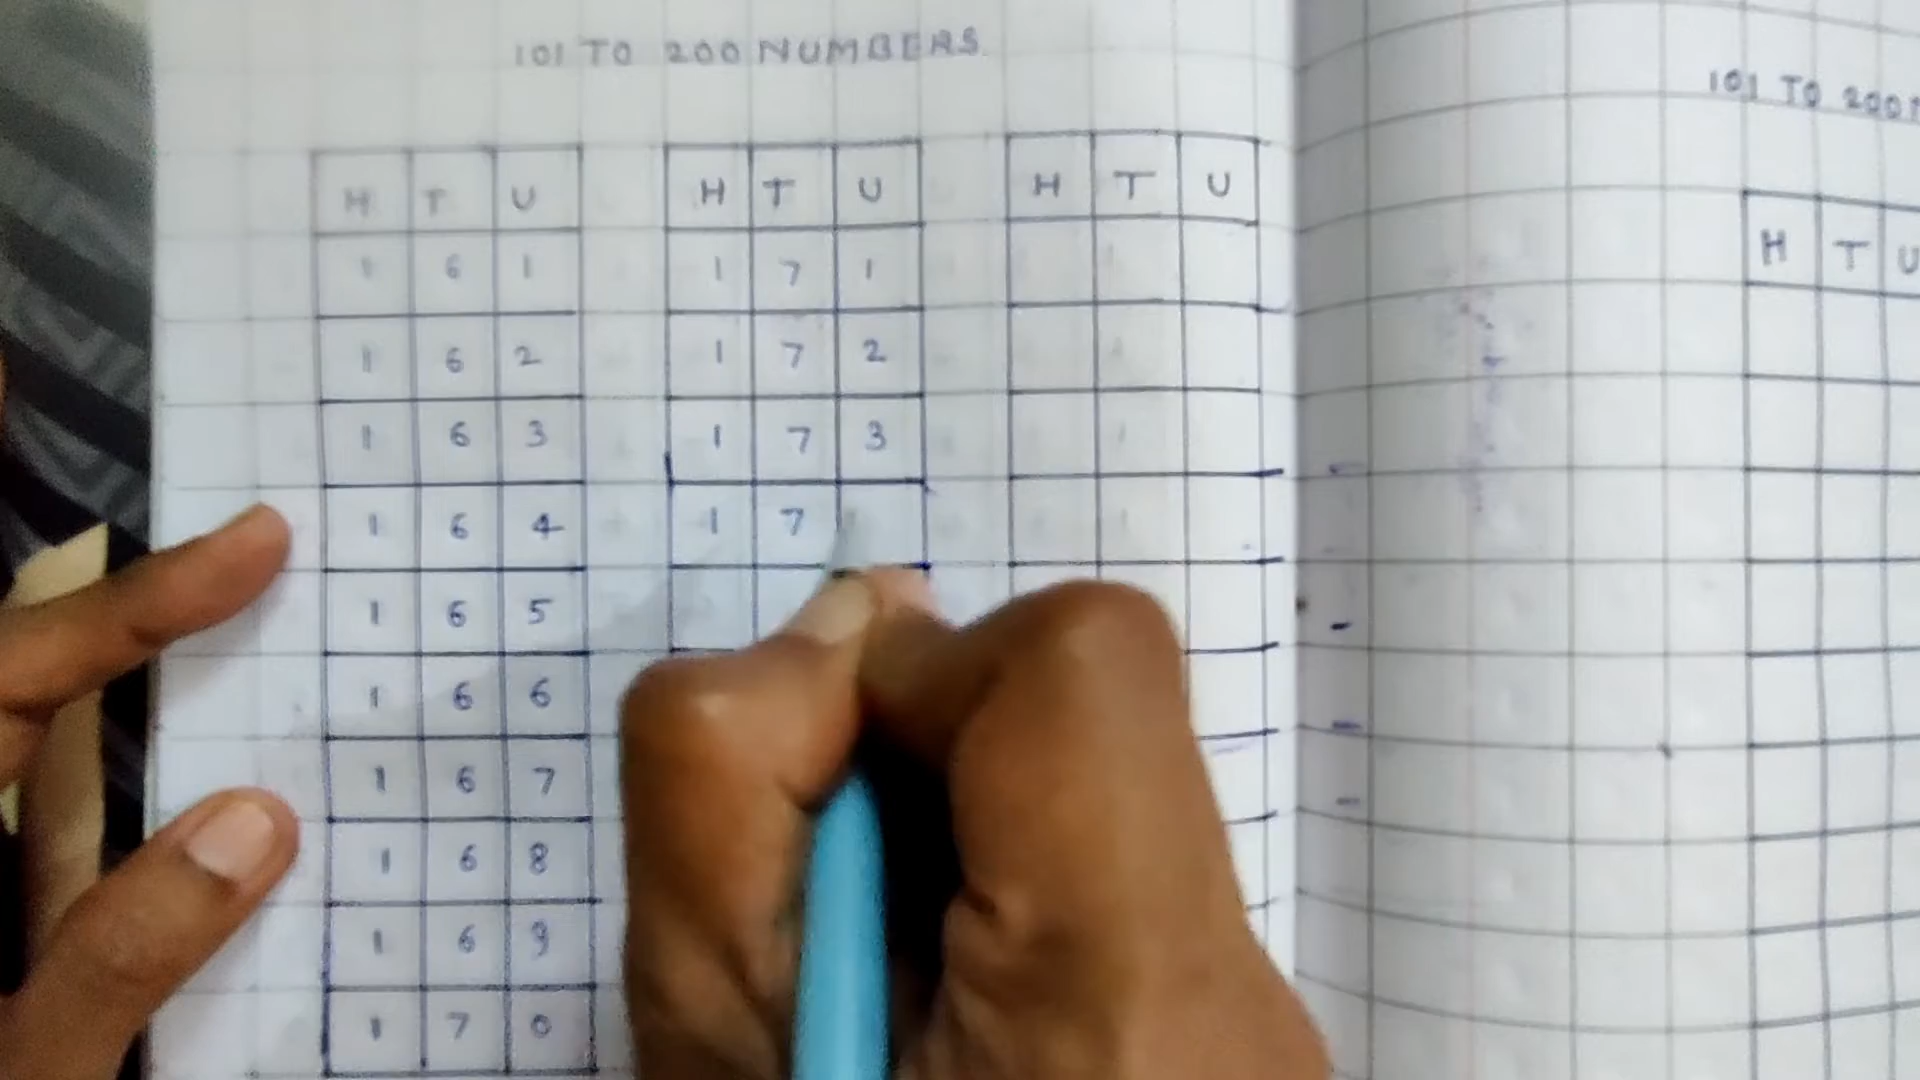 101 TO 200 NUMBERS
H T U
1 6 1
1 6 2
1 6 3
1 6 4
1 6 5
1 6 6
1 6 7
1 6 8
1 6 9
1 7 0
H T U
1 7 1
1 7 2
1 7 3
1 7
H T U
101 TO 200
H T U